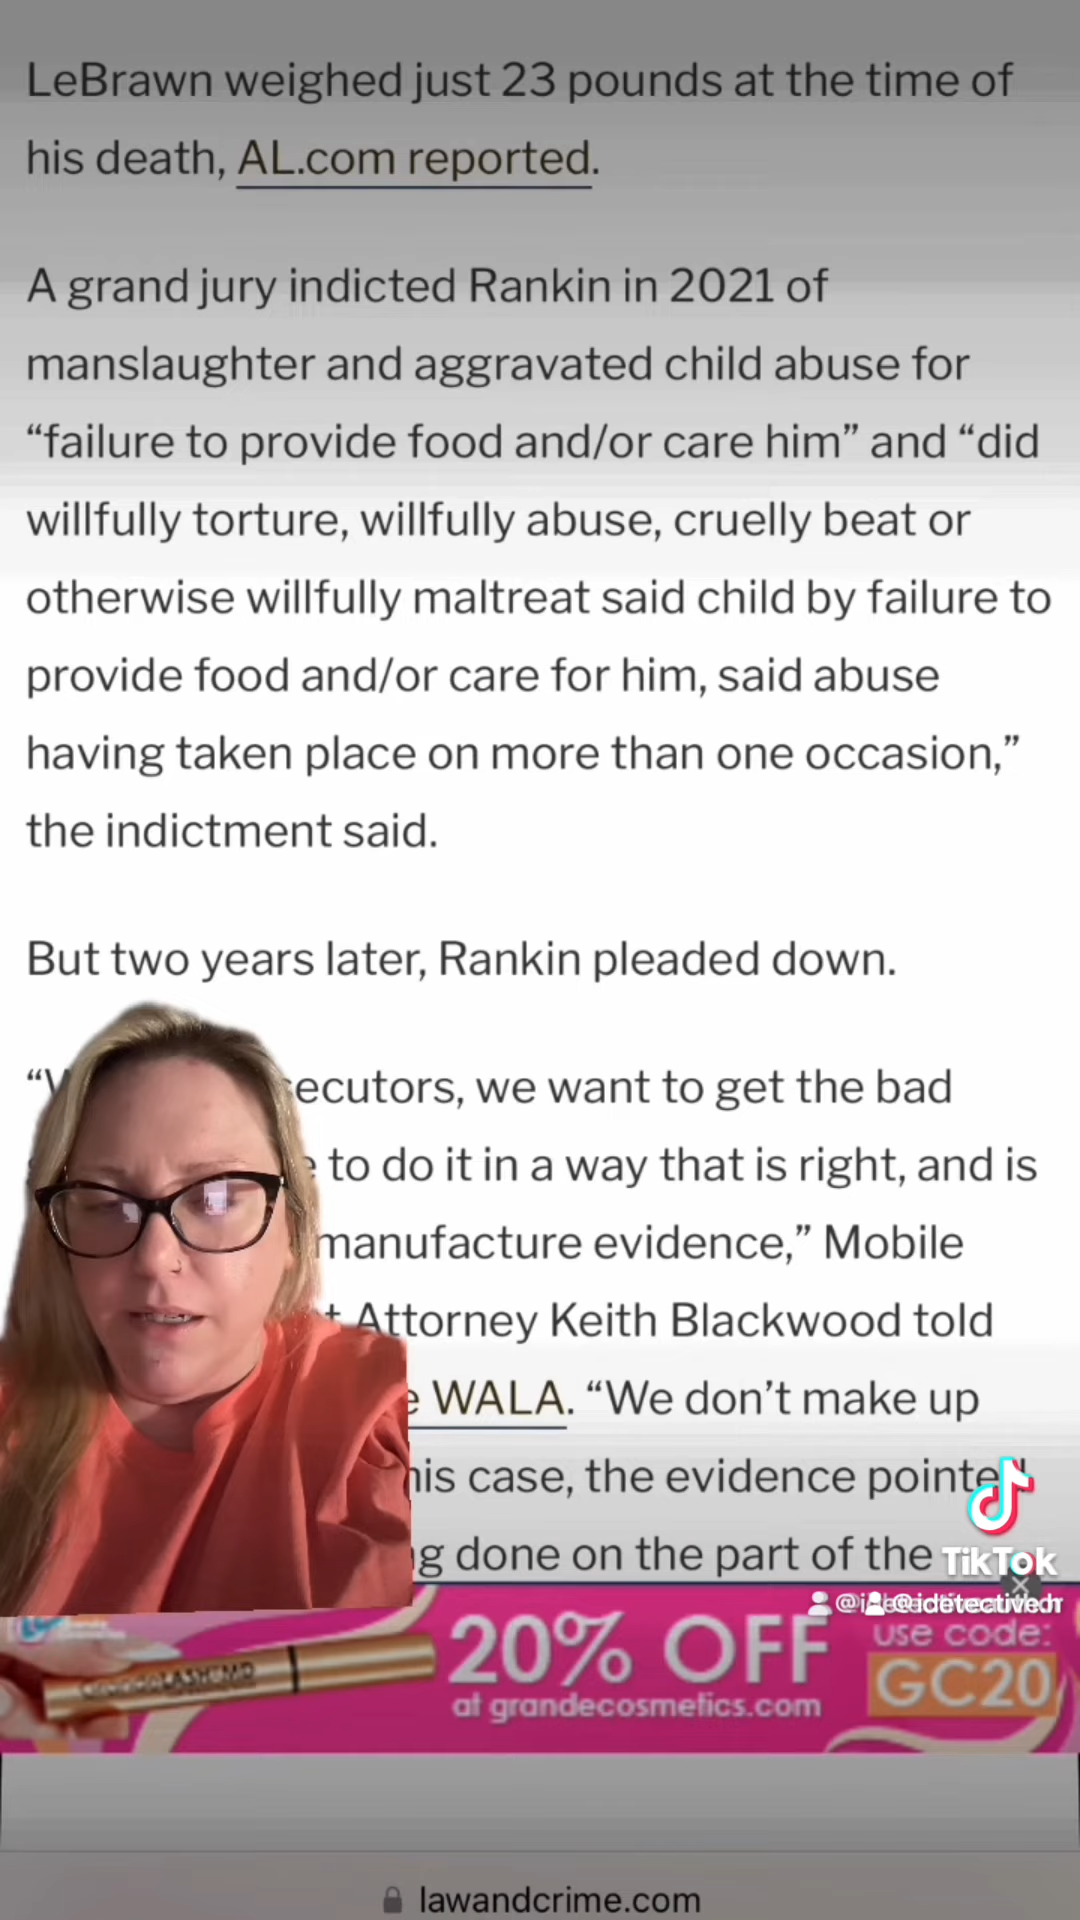 LeBrawn weighed just 23 pounds at the time of
his death, AL.com reported.
A grand jury indicted Rankin in 2021 of
manslaughter and aggravated child abuse for
“failure to provide food and/or care him” and “did
willfully torture, willfully abuse, cruelly beat or
otherwise willfully maltreat said child by failure to
provide food and/or care for him, said abuse
having taken place on more than one occasion,”
the indictment said.
But two years later, Rankin pleaded down.
ecutors, we want to get the bad
to do it in a way that is right, and is
manufacture evidence,” Mobile
Attorney Keith Blackwood told
WALA. “We don’t make up
his case, the evidence pointed
done on the part of the
TikTok
20% OFF
at grandecosmetics.com
use code:
GC20
lawandcrime.com